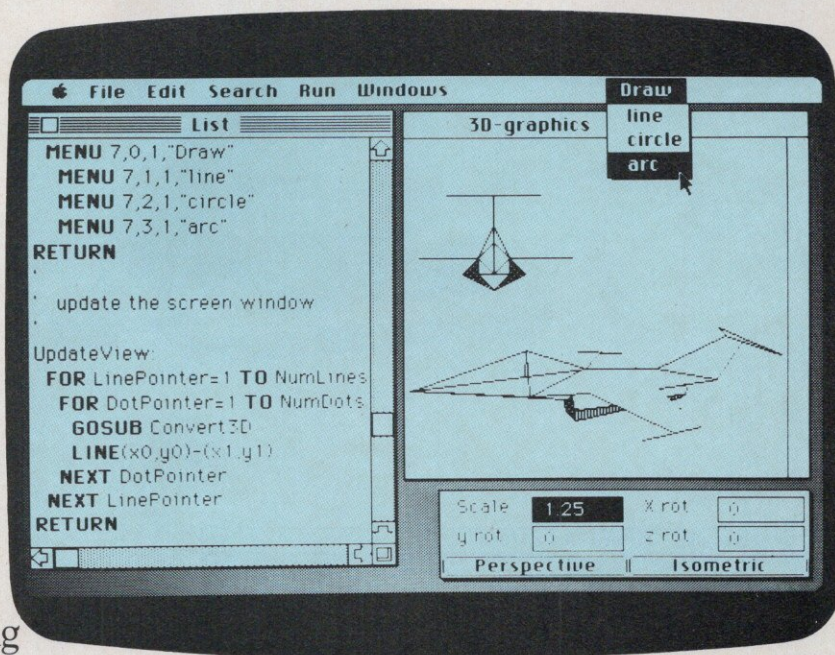 File Edit Search Run Windows Draw
line
circle
arc
List
MENU 7,0,1,"Draw"
MENU 7,1,1,"line"
MENU 7,2,1,"circle"
MENU 7,3,1,"arc"
RETURN
'
' update the screen window
'
UpdateView:
FOR LinePointer=1 TO NumLines
FOR DotPointer=1 TO NumDots
GOSUB Convert3D
LINE(x0,y0)-(x1,y1)
NEXT DotPointer
NEXT LinePointer
RETURN
3D-graphics
Scale 1.25 X rot 0
y rot 0 z rot 0
Perspective Isometric
g